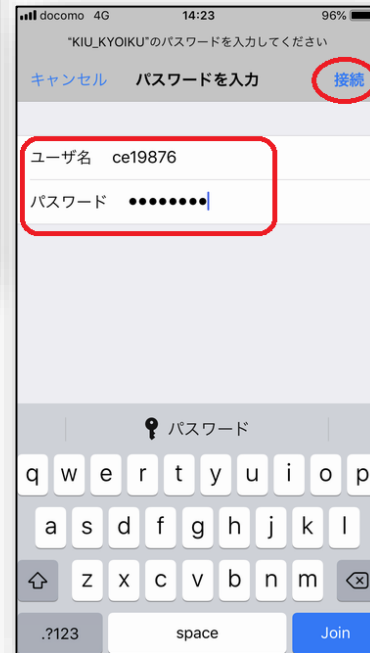 docomo 4G 14:23 96%
"KIU_KYOIKU"のパスワードを入力してください
キャンセル パスワードを入力 接続
ユーザ名 ce19876
パスワード ●●●●●●●●
パスワード
q w e r t y u i o p
a s d f g h j k l
z x c v b n m
.?123 space Join